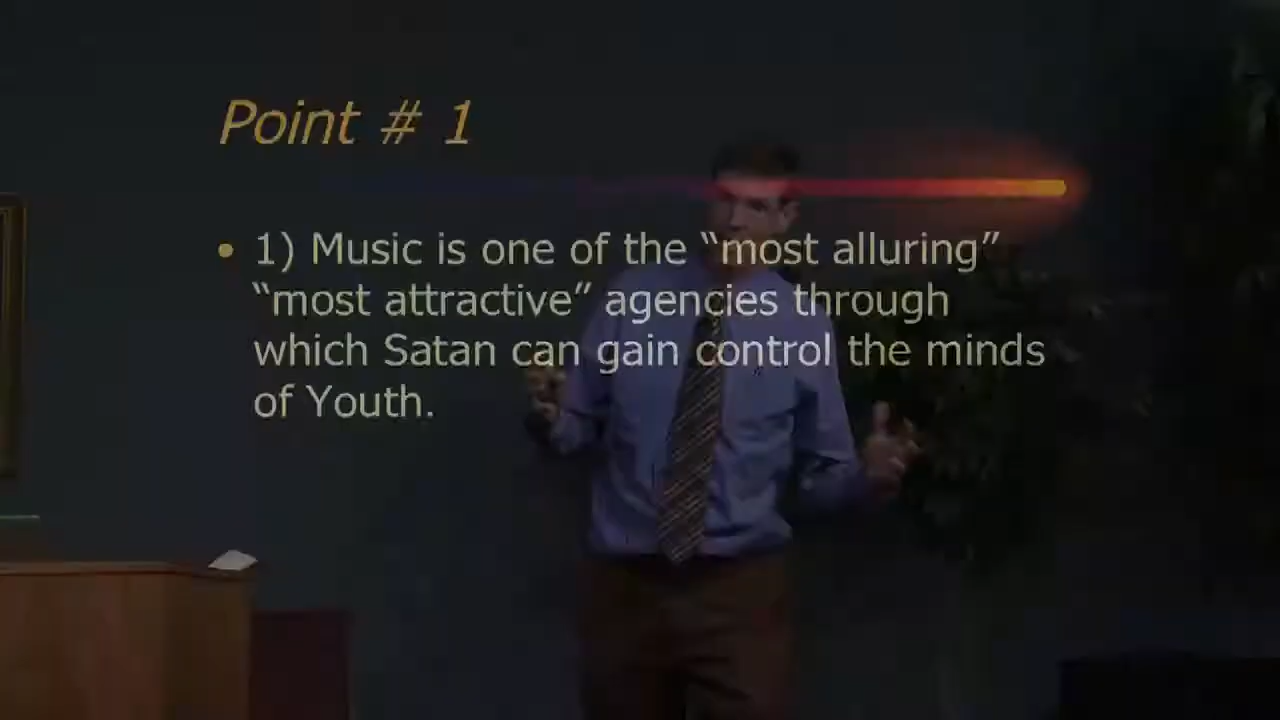 Point # 1
• 1) Music is one of the “most alluring”
“most attractive” agencies through
which Satan can gain control the minds
of Youth.